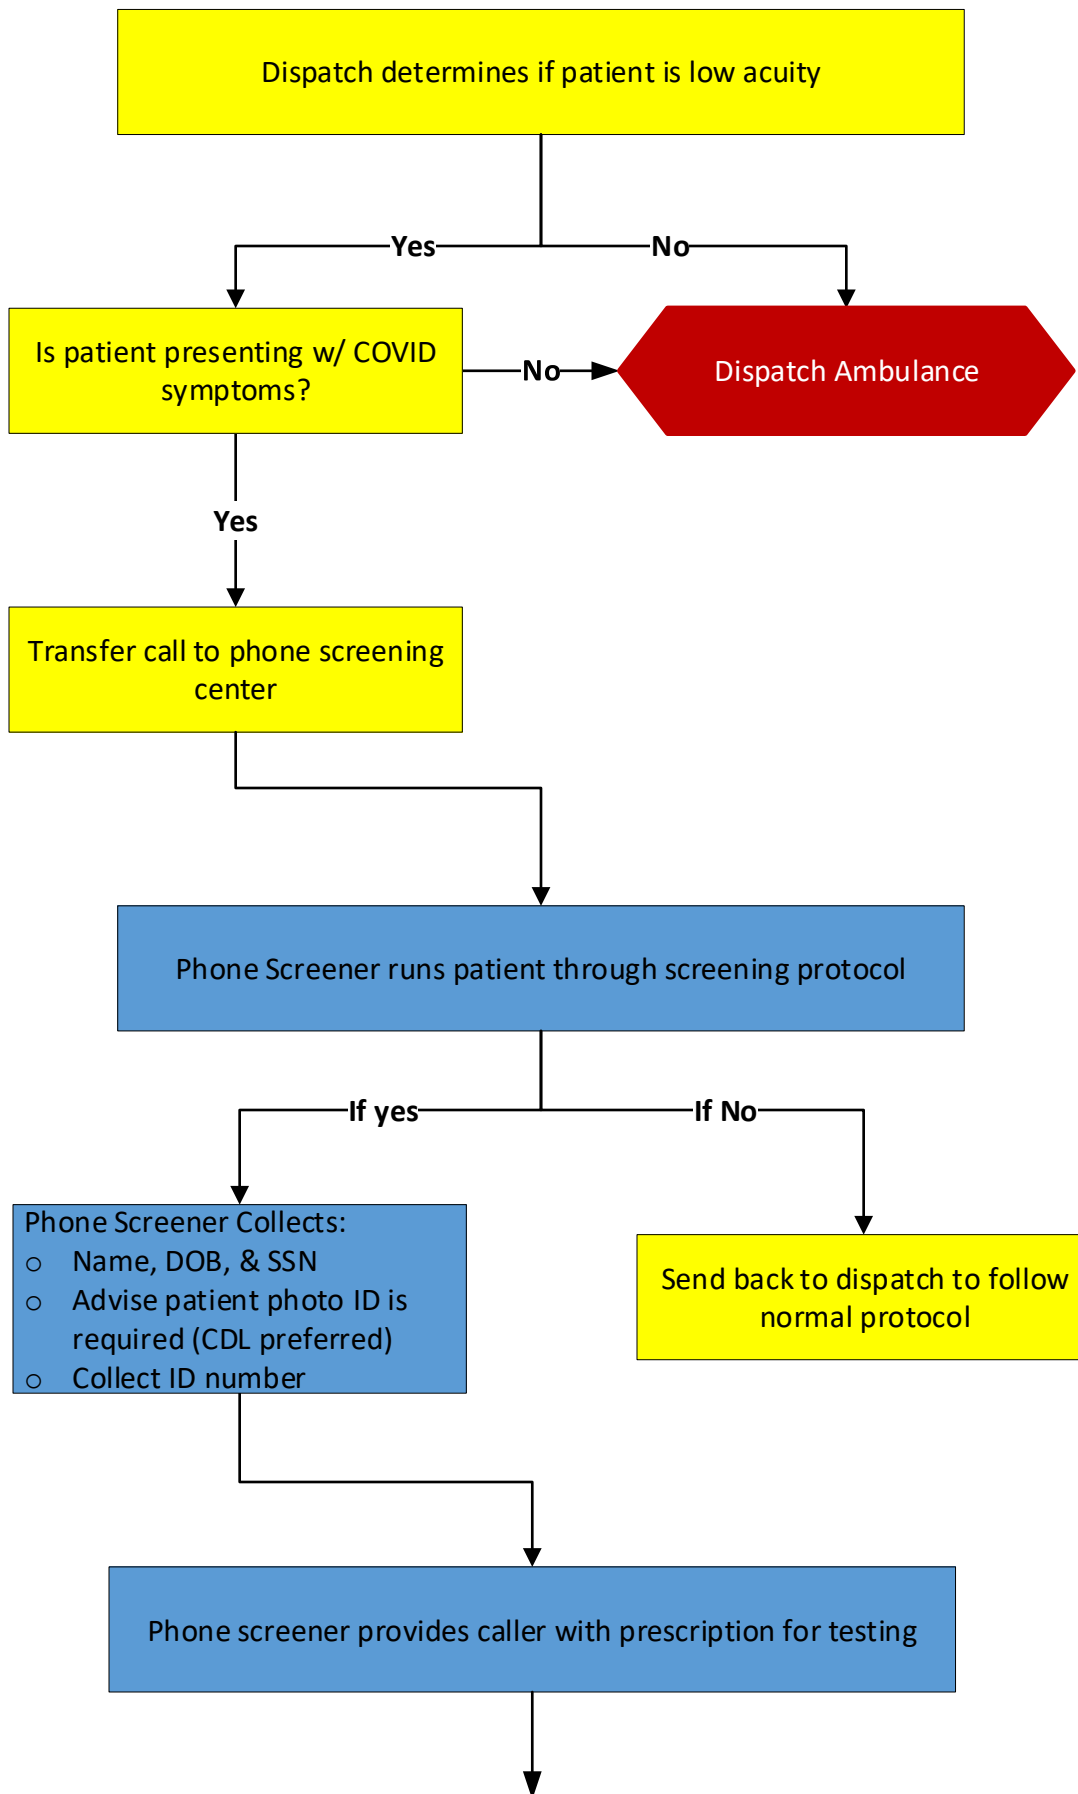 Dispatch determines if patient is low acuity
Yes
No
Is patient presenting w/ COVID
symptoms?
No
Dispatch Ambulance
Yes
Transfer call to phone screening
center
Phone Screener runs patient through screening protocol
If yes
If No
Phone Screener Collects:
o Name, DOB, & SSN
o Advise patient photo ID is
required (CDL preferred)
o Collect ID number
Send back to dispatch to follow
normal protocol
Phone screener provides caller with prescription for testing